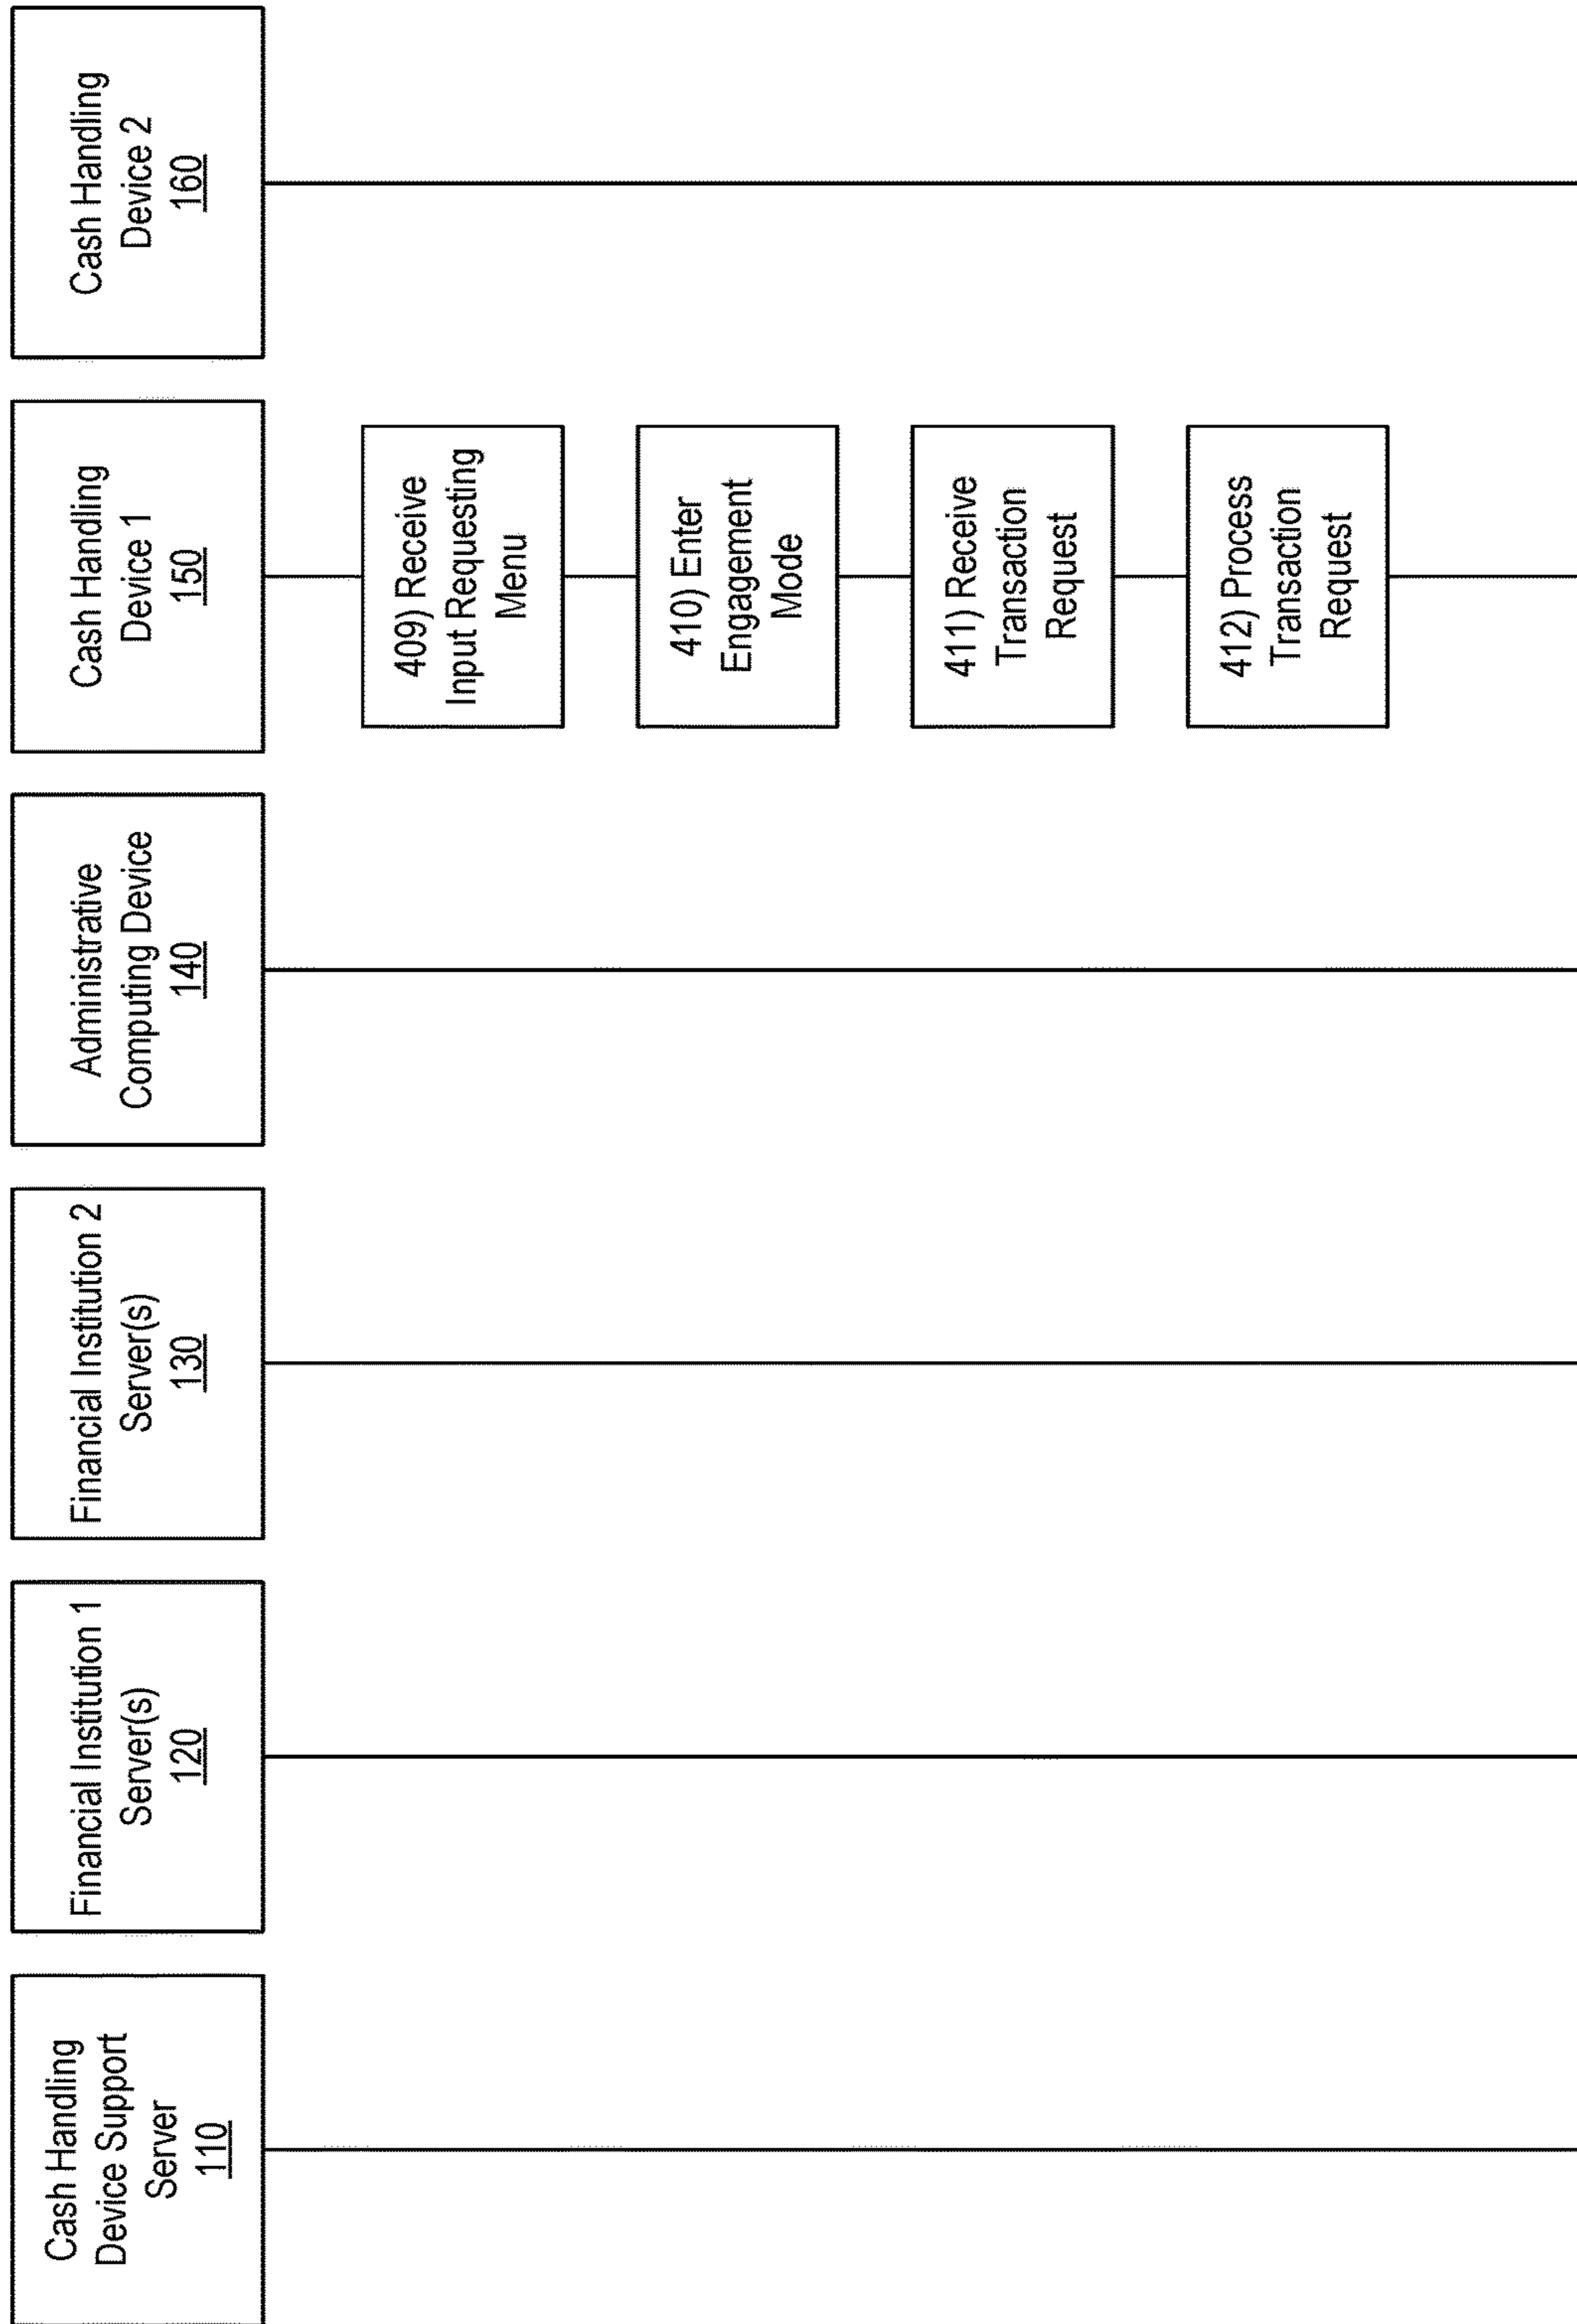 Cash Handling
Device Support
Server
110
Financial Institution 1
Server(s)
120
Financial Institution 2
Server(s)
130
Administrative
Computing Device
140
Cash Handling
Device 1
150
Cash Handling
Device 2
160
409) Receive
Input Requesting
Menu
410) Enter
Engagement
Mode
411) Receive
Transaction
Request
412) Process
Transaction
Request